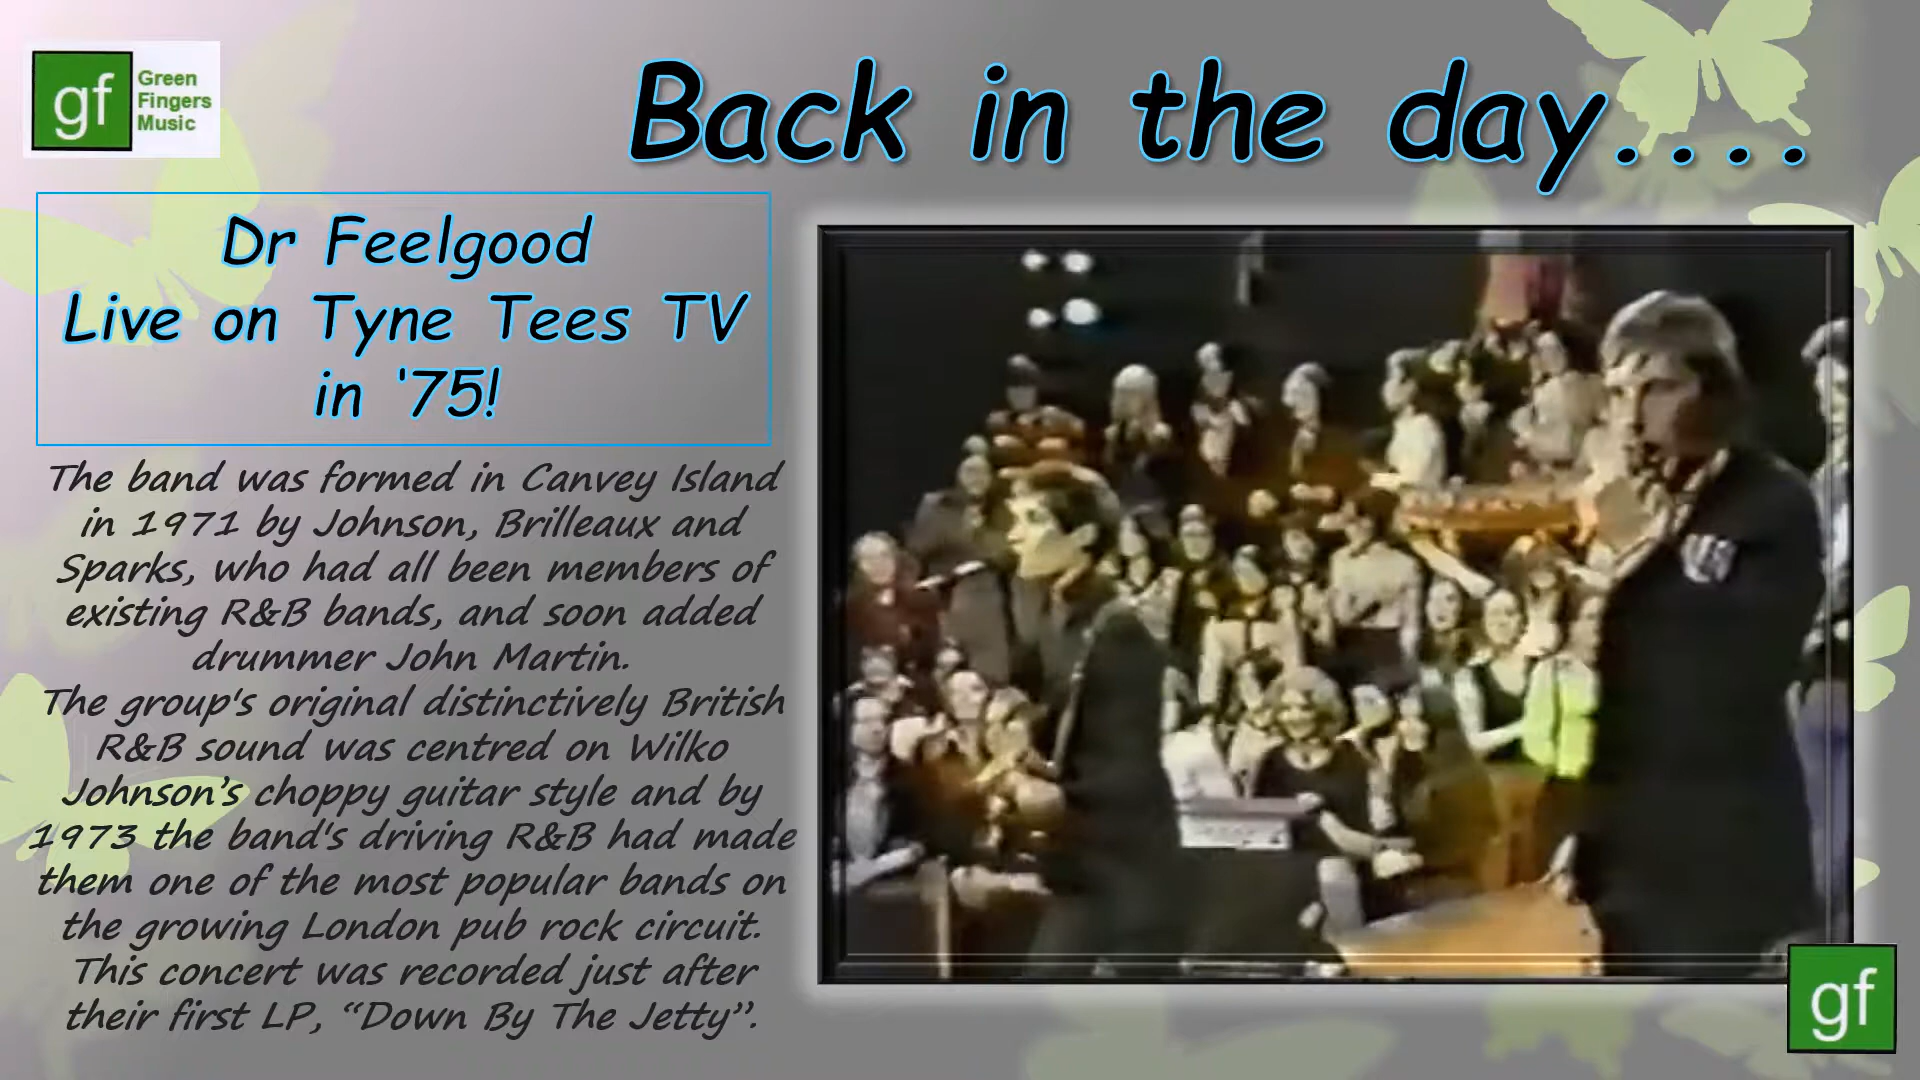 gf
Green
Fingers
Music
Back in the day....
Dr Feelgood
Live on Tyne Tees TV
in '75!
The band was formed in Canvey Island
in 1971 by Johnson, Brilleaux and
Sparks, who had all been members of
existing R&B bands, and soon added
drummer John Martin.
The group's original distinctively British
R&B sound was centred on Wilko
Johnson’s choppy guitar style and by
1973 the band's driving R&B had made
them one of the most popular bands on
the growing London pub rock circuit.
This concert was recorded just after
their first LP, “Down By The Jetty”.
gf